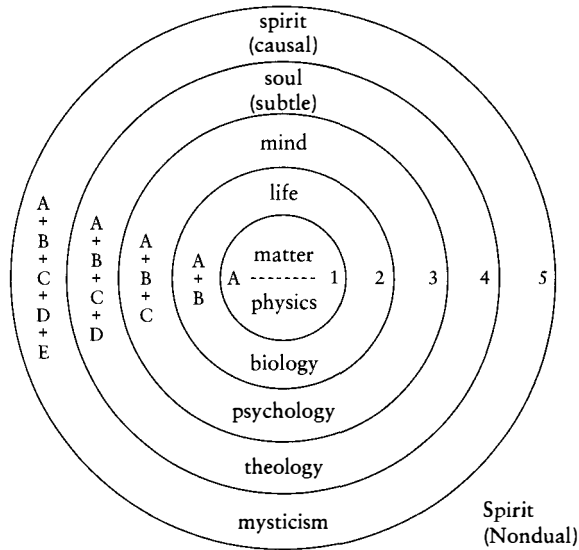 spirit
(causal)
soul
(subtle)
mind
life
matter
A ---------- 1 2 3 4 5
physics
A
+
B
A
+
B
+
C
A
+
B
+
C
+
D
A
+
B
+
C
+
D
+
E
biology
psychology
theology
mysticism
Spirit
(Nondual)